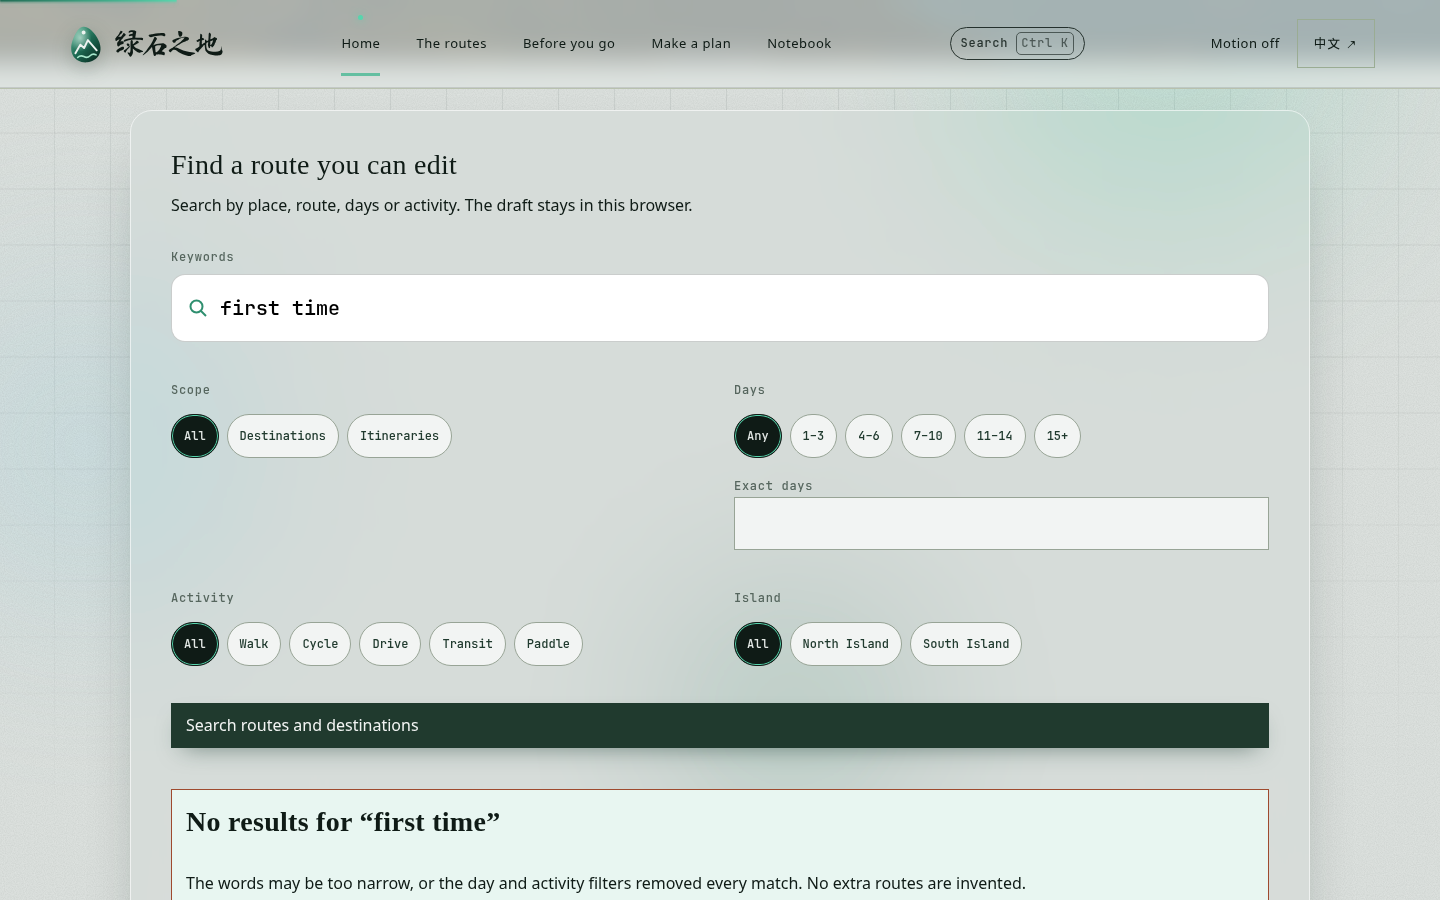 绿石之地
Home
The routes
Before you go
Make a plan
Notebook
Search Ctrl K
Motion off
中文 ↗
Find a route you can edit
Search by place, route, days or activity. The draft stays in this browser.
Keywords
first time
Scope
All
Destinations
Itineraries
Days
Any
1–3
4–6
7–10
11–14
15+
Exact days
Activity
All
Walk
Cycle
Drive
Transit
Paddle
Island
All
North Island
South Island
Search routes and destinations
No results for “first time”
The words may be too narrow, or the day and activity filters removed every match. No extra routes are invented.